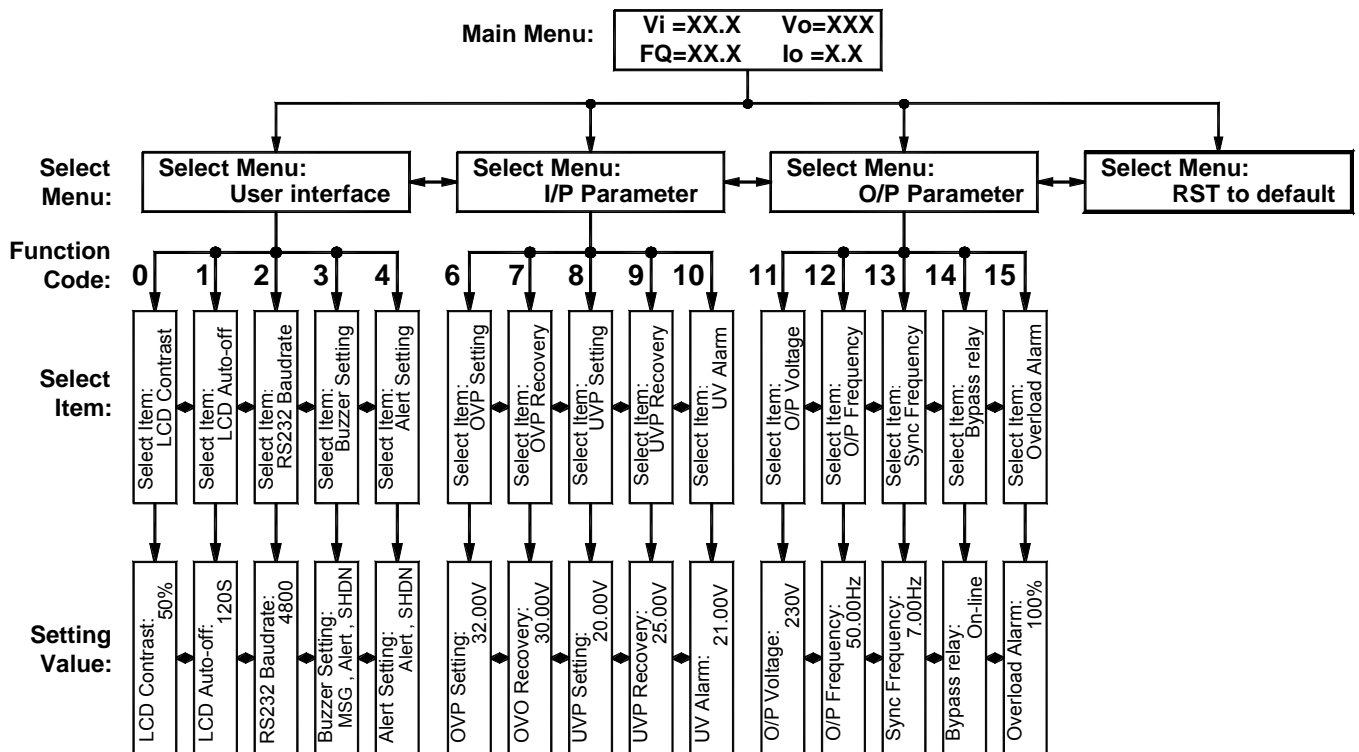 Main Menu:
Vi =XX.X Vo=XXX
FQ=XX.X Io =X.X
Select
Menu:
Select Menu:
User interface
Select Menu:
I/P Parameter
Select Menu:
O/P Parameter
Select Menu:
RST to default
Function
Code:
0 1 2 3 4 6 7 8 9 10 11 12 13 14 15
Select
Item:
Select Item:
LCD Contrast
Select Item:
LCD Auto-off
Select Item:
RS232 Baudrate
Select Item:
Buzzer Setting
Select Item:
Alert Setting
Select Item:
OVP Setting
Select Item:
OVP Recovery
Select Item:
UVP Setting
Select Item:
UVP Recovery
Select Item:
UV Alarm
Select Item:
O/P Voltage
Select Item:
O/P Frequency
Select Item:
Sync Frequency
Select Item:
Bypass relay
Select Item:
Overload Alarm
Setting
Value:
LCD Contrast:
50%
LCD Auto-off:
120S
RS232 Baudrate:
4800
Buzzer Setting:
MSG , Alert , SHDN
Alert Setting:
Alert , SHDN
OVP Setting:
32.00V
OVO Recovery:
30.00V
UVP Setting:
20.00V
UVP Recovery:
25.00V
UV Alarm:
21.00V
O/P Voltage:
230V
O/P Frequency:
50.00Hz
Sync Frequency:
7.00Hz
Bypass relay:
On-line
Overload Alarm:
100%